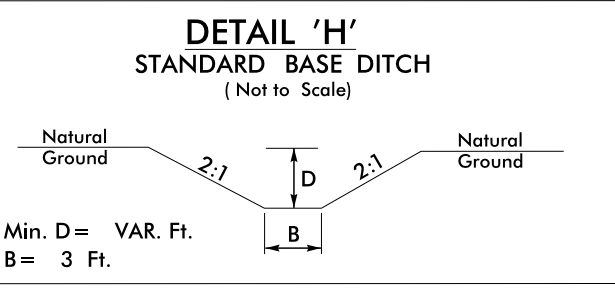 DETAIL 'H'
STANDARD BASE DITCH
( Not to Scale)
Natural
Ground
2:1
D
2:1
Natural
Ground
B
Min. D = VAR. Ft.
B = 3 Ft.